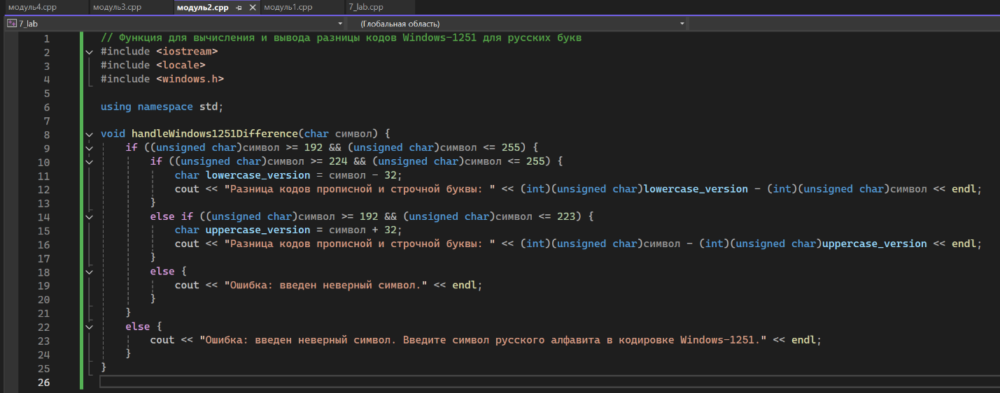 модуль4.cpp модуль3.cpp модуль2.cpp модуль1.cpp 7_lab.cpp
7_lab (Глобальная область)
1 // Функция для вычисления и вывода разницы кодов Windows-1251 для русских букв
2 #include <iostream>
3 #include <locale>
4 #include <windows.h>
5
6 using namespace std;
7
8 void handleWindows1251Difference(char символ) {
9 if ((unsigned char)символ >= 192 && (unsigned char)символ <= 255) {
10 if ((unsigned char)символ >= 224 && (unsigned char)символ <= 255) {
11 char lowercase_version = символ - 32;
12 cout << "Разница кодов прописной и строчной буквы: " << (int)(unsigned char)lowercase_version - (int)(unsigned char)символ << endl;
13 }
14 else if ((unsigned char)символ >= 192 && (unsigned char)символ <= 223) {
15 char uppercase_version = символ + 32;
16 cout << "Разница кодов прописной и строчной буквы: " << (int)(unsigned char)символ - (int)(unsigned char)uppercase_version << endl;
17 }
18 else {
19 cout << "Ошибка: введен неверный символ." << endl;
20 }
21 }
22 else {
23 cout << "Ошибка: введен неверный символ. Введите символ русского алфавита в кодировке Windows-1251." << endl;
24 }
25 }
26